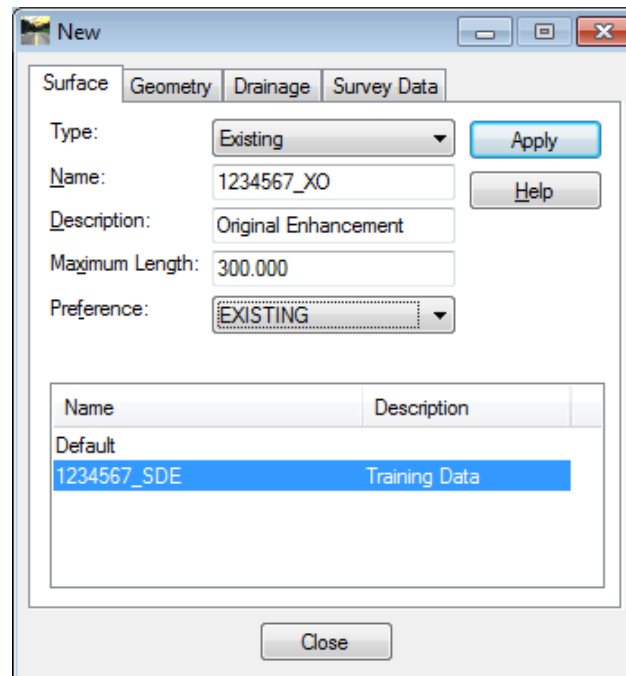 New
Surface Geometry Drainage Survey Data
Type: Existing Apply
Name: 1234567_XO Help
Description: Original Enhancement
Maximum Length: 300.000
Preference: EXISTING
Name Description
Default
1234567_SDE Training Data
Close